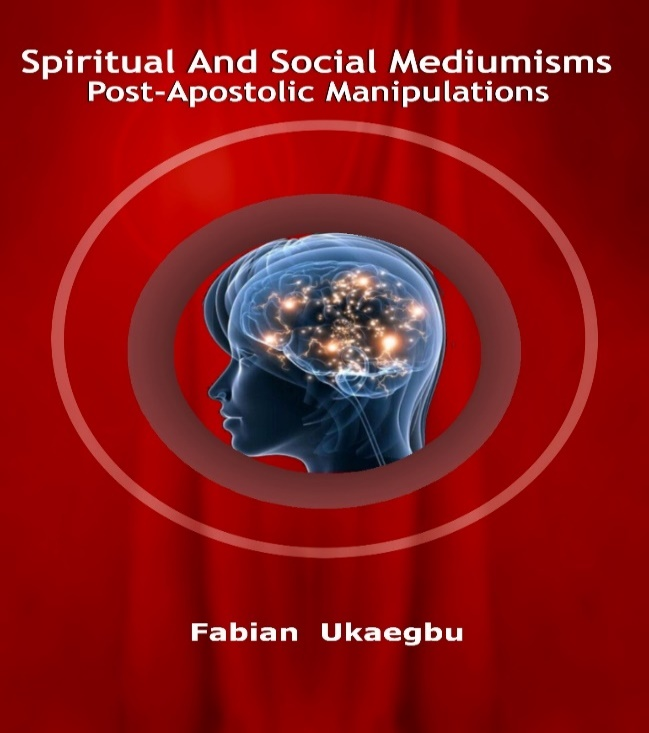 Spiritual And Social Mediumisms
Post-Apostolic Manipulations
Fabian Ukaegbu